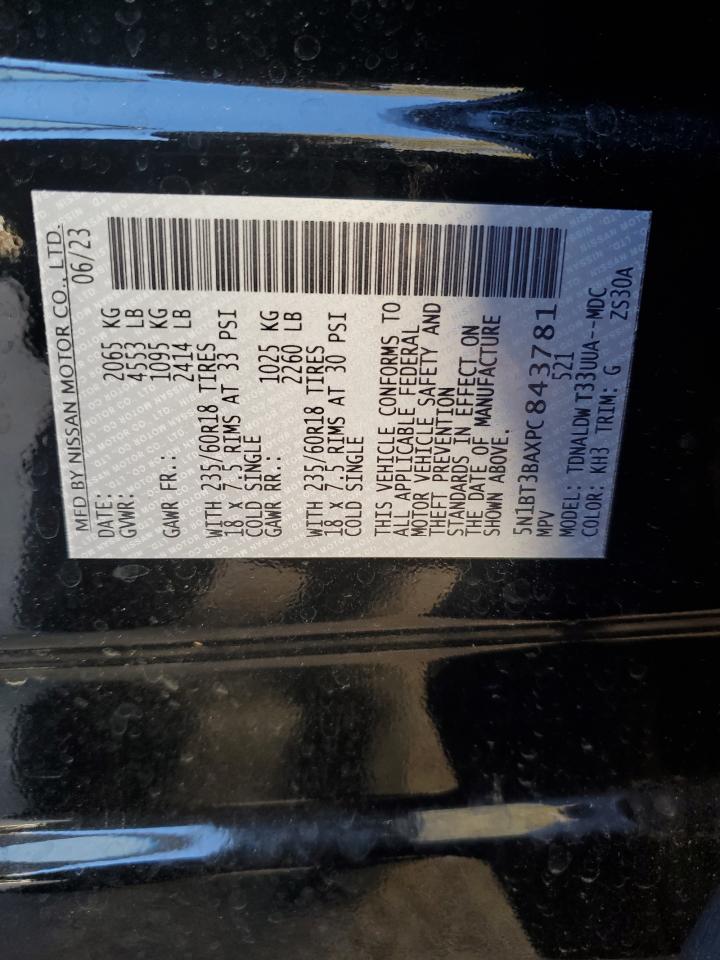 MFD BY NISSAN MOTOR CO., LTD.
DATE: 06/23
GVWR: 2065 KG
4553 LB
GAWR FR.: 1095 KG
2414 LB
WITH 235/60R18 TIRES
18 X 7.5 RIMS AT 33 PSI
COLD SINGLE
GAWR RR.: 1025 KG
2260 LB
WITH 235/60R18 TIRES
18 X 7.5 RIMS AT 30 PSI
COLD SINGLE
THIS VEHICLE CONFORMS TO
ALL APPLICABLE FEDERAL
MOTOR VEHICLE SAFETY AND
THEFT PREVENTION
STANDARDS IN EFFECT ON
THE DATE OF MANUFACTURE
SHOWN ABOVE.
5N1BT3BAXPC843781
MPV 521
MODEL: TDNALDW T33UUA--MDC
COLOR: KH3 TRIM: G ZS30A